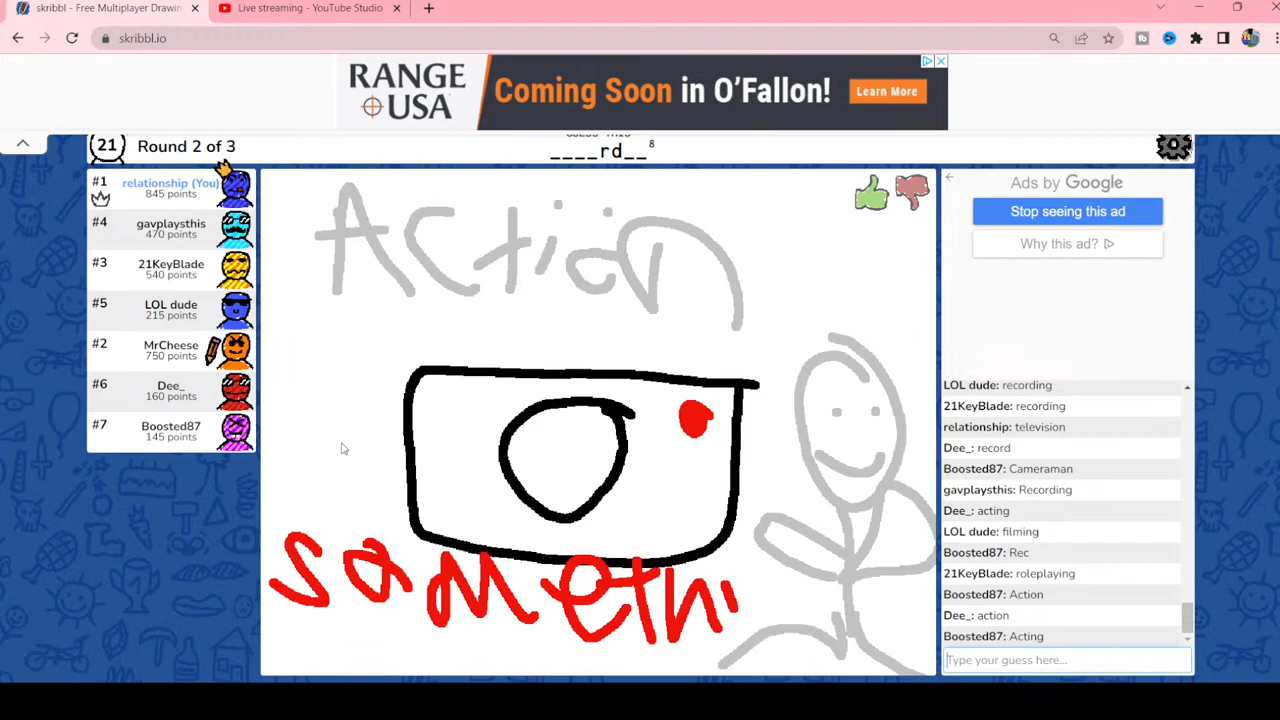 skribbl - Free Multiplayer Drawin
Live streaming - YouTube Studio
skribbl.io
RANGE
USA
Coming Soon in O'Fallon!
Learn More
21
Round 2 of 3
____rd__ 8
#1
relationship (You)
845 points
#4
gavplaysthis
470 points
#3
21KeyBlade
540 points
#5
LOL dude
215 points
#2
MrCheese
750 points
#6
Dee_
160 points
#7
Boosted87
145 points
Action
somethi
Ads by Google
Stop seeing this ad
Why this ad?
LOL dude: recording
21KeyBlade: recording
relationship: television
Dee_: record
Boosted87: Cameraman
gavplaysthis: Recording
Dee_: acting
LOL dude: filming
Boosted87: Rec
21KeyBlade: roleplaying
Boosted87: Action
Dee_: action
Boosted87: Acting
Type your guess here...